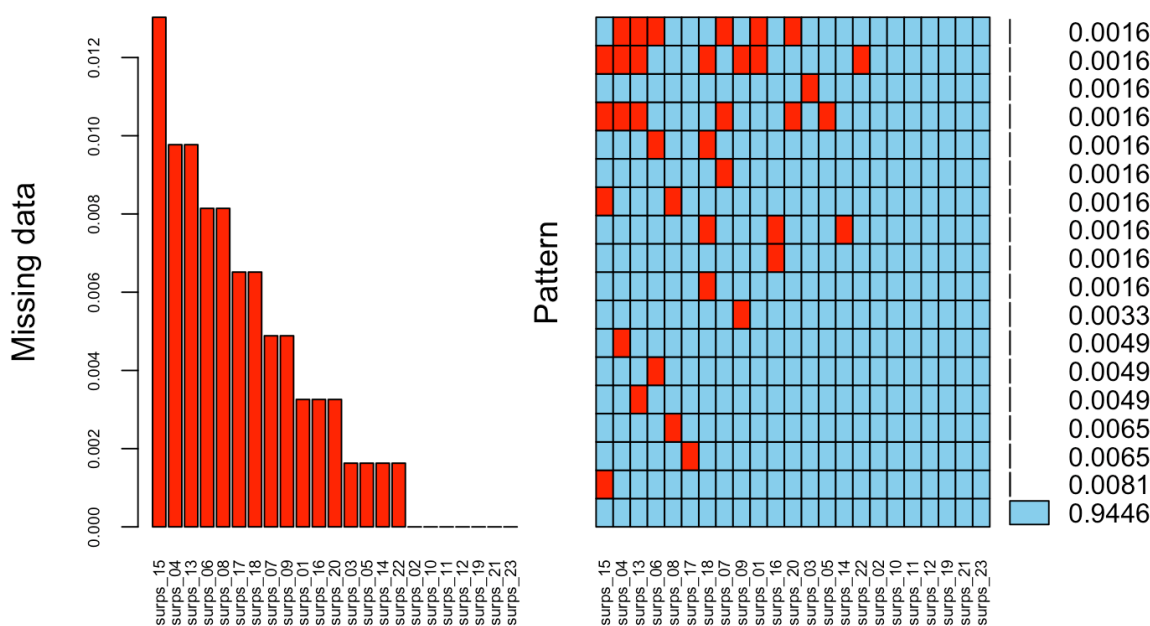 Missing data
0.012
0.010
0.008
0.006
0.004
0.002
0.000
surps_15
surps_04
surps_13
surps_06
surps_08
surps_17
surps_18
surps_07
surps_09
surps_01
surps_16
surps_20
surps_03
surps_05
surps_14
surps_22
surps_02
surps_10
surps_11
surps_12
surps_19
surps_21
surps_23
Pattern
0.0016
0.0016
0.0016
0.0016
0.0016
0.0016
0.0016
0.0016
0.0016
0.0016
0.0033
0.0049
0.0049
0.0049
0.0065
0.0065
0.0081
0.9446
surps_15
surps_04
surps_13
surps_06
surps_08
surps_17
surps_18
surps_07
surps_09
surps_01
surps_16
surps_20
surps_03
surps_05
surps_14
surps_22
surps_02
surps_10
surps_11
surps_12
surps_19
surps_21
surps_23